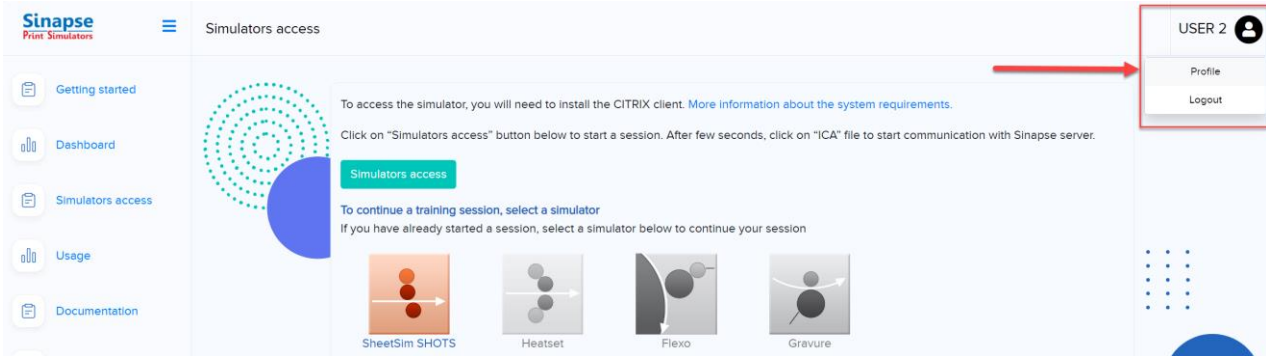 Sinapse
Print Simulators
Simulators access
USER 2
Profile
Logout
Getting started
Dashboard
Simulators access
Usage
Documentation
To access the simulator, you will need to install the CITRIX client. More information about the system requirements.
Click on “Simulators access” button below to start a session. After few seconds, click on “ICA” file to start communication with Sinapse server.
Simulators access
To continue a training session, select a simulator
If you have already started a session, select a simulator below to continue your session
SheetSim SHOTS
Heatset
Flexo
Gravure